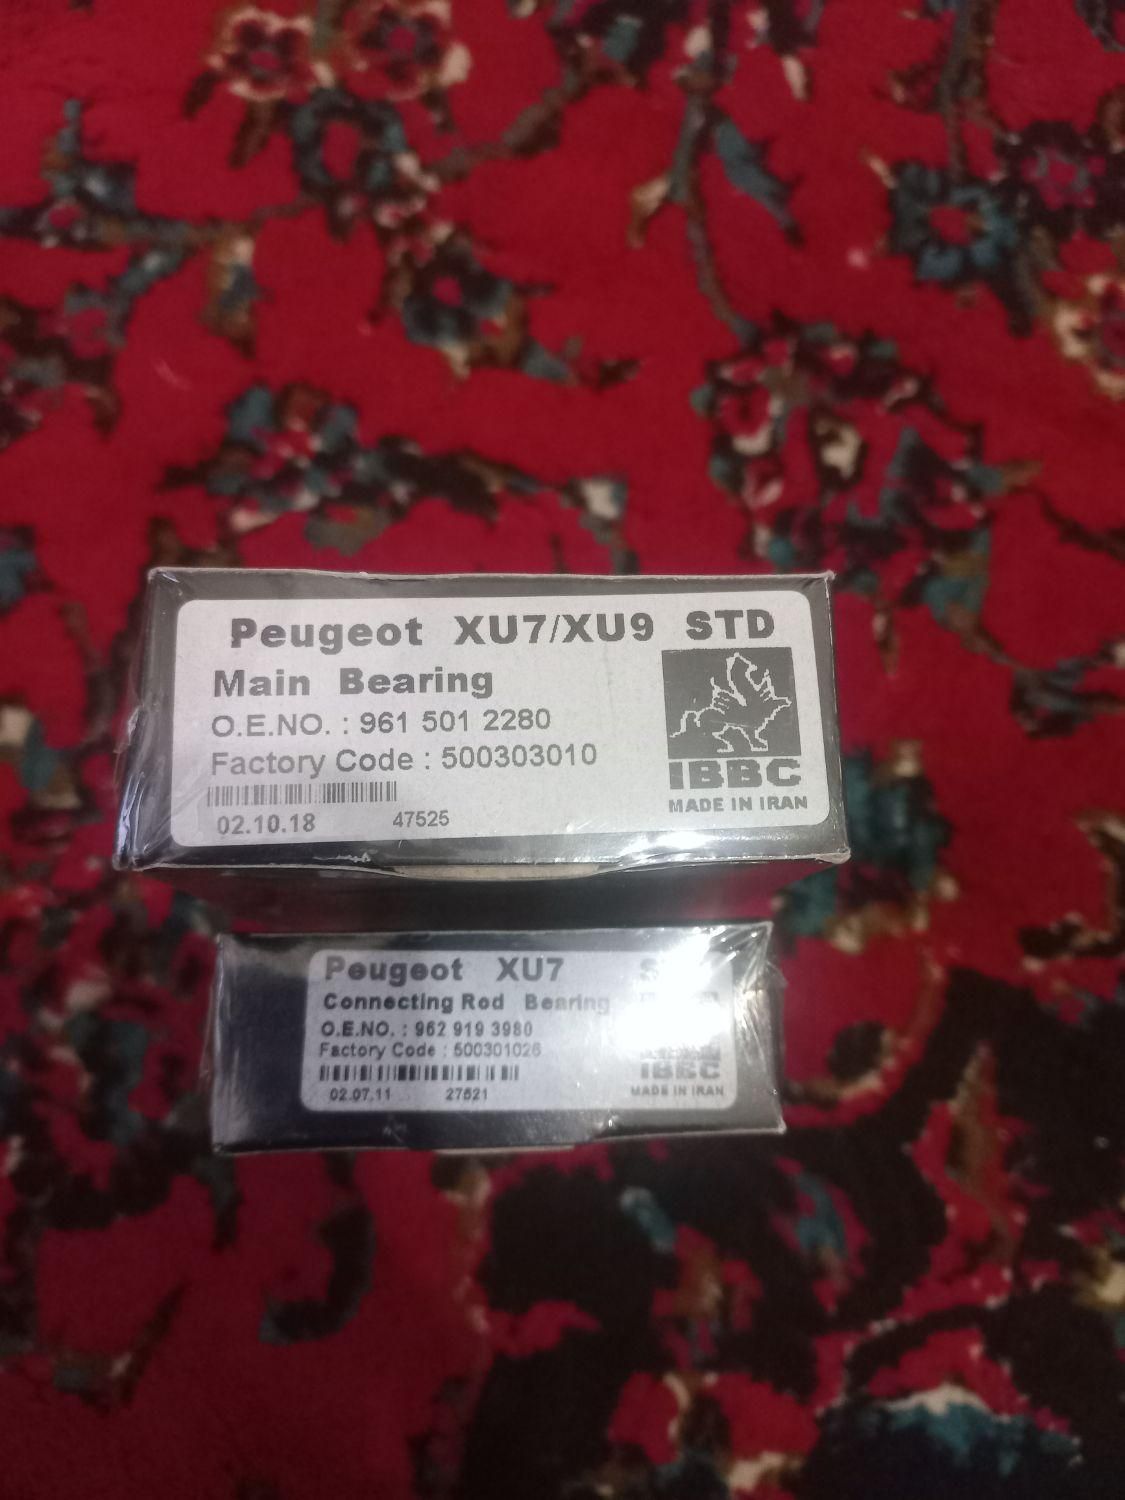 Peugeot XU7/XU9 STD
Main Bearing
O.E.NO. : 961 501 2280
Factory Code : 500303010
02.10.18 47525
IBBC
MADE IN IRAN
Peugeot XU7
Connecting Rod Bearing
O.E.NO. : 962 919 3980
Factory Code : 500301026
02.07.11 27521
IBBC
MADE IN IRAN